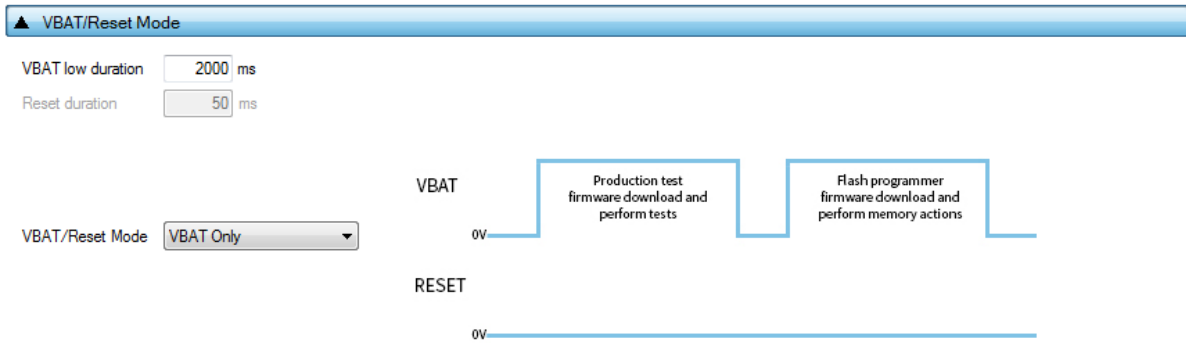 VBAT/Reset Mode
VBAT low duration 2000 ms
Reset duration 50 ms
VBAT
Production test
firmware download and
perform tests
Flash programmer
firmware download and
perform memory actions
VBAT/Reset Mode VBAT Only
0V
RESET
0V